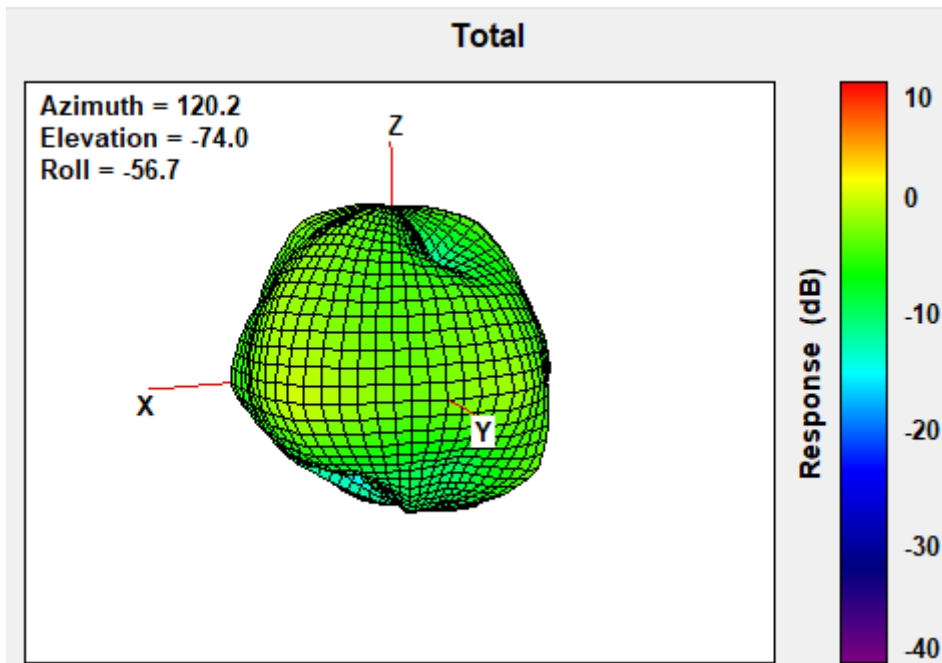 Total
Azimuth = 120.2
Elevation = -74.0
Roll = -56.7
Z
X
Y
10
0
-10
-20
-30
-40
Response (dB)